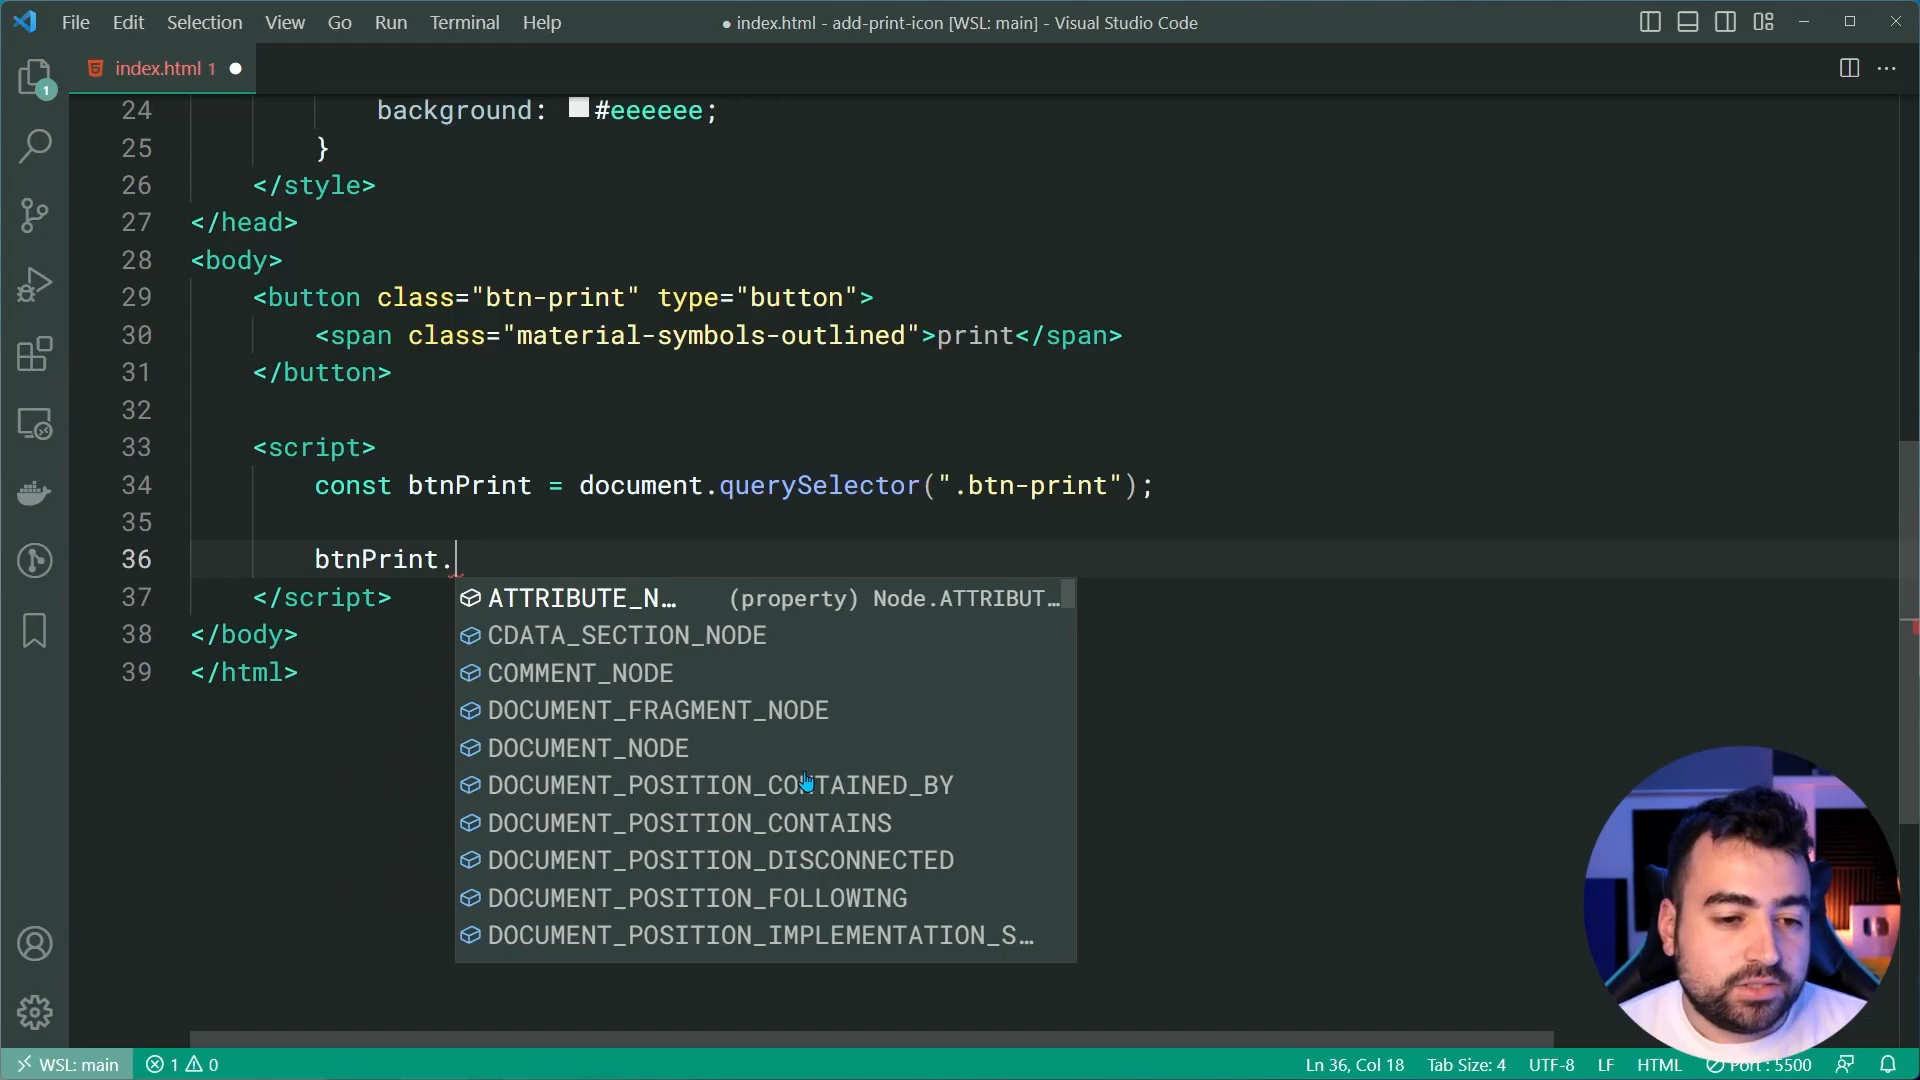 File Edit Selection View Go Run Terminal Help
● index.html - add-print-icon [WSL: main] - Visual Studio Code
index.html 1 ●
1
24 background: #eeeeee;
25 }
26 </style>
27 </head>
28 <body>
29 <button class="btn-print" type="button">
30 <span class="material-symbols-outlined">print</span>
31 </button>
32
33 <script>
34 const btnPrint = document.querySelector(".btn-print");
35
36 btnPrint.
37 </script>
38 </body>
39 </html>
ATTRIBUTE_N… (property) Node.ATTRIBUT…
CDATA_SECTION_NODE
COMMENT_NODE
DOCUMENT_FRAGMENT_NODE
DOCUMENT_NODE
DOCUMENT_POSITION_CONTAINED_BY
DOCUMENT_POSITION_CONTAINS
DOCUMENT_POSITION_DISCONNECTED
DOCUMENT_POSITION_FOLLOWING
DOCUMENT_POSITION_IMPLEMENTATION_S…
WSL: main 1 0 Ln 36, Col 18 Tab Size: 4 UTF-8 LF HTML Port : 5500